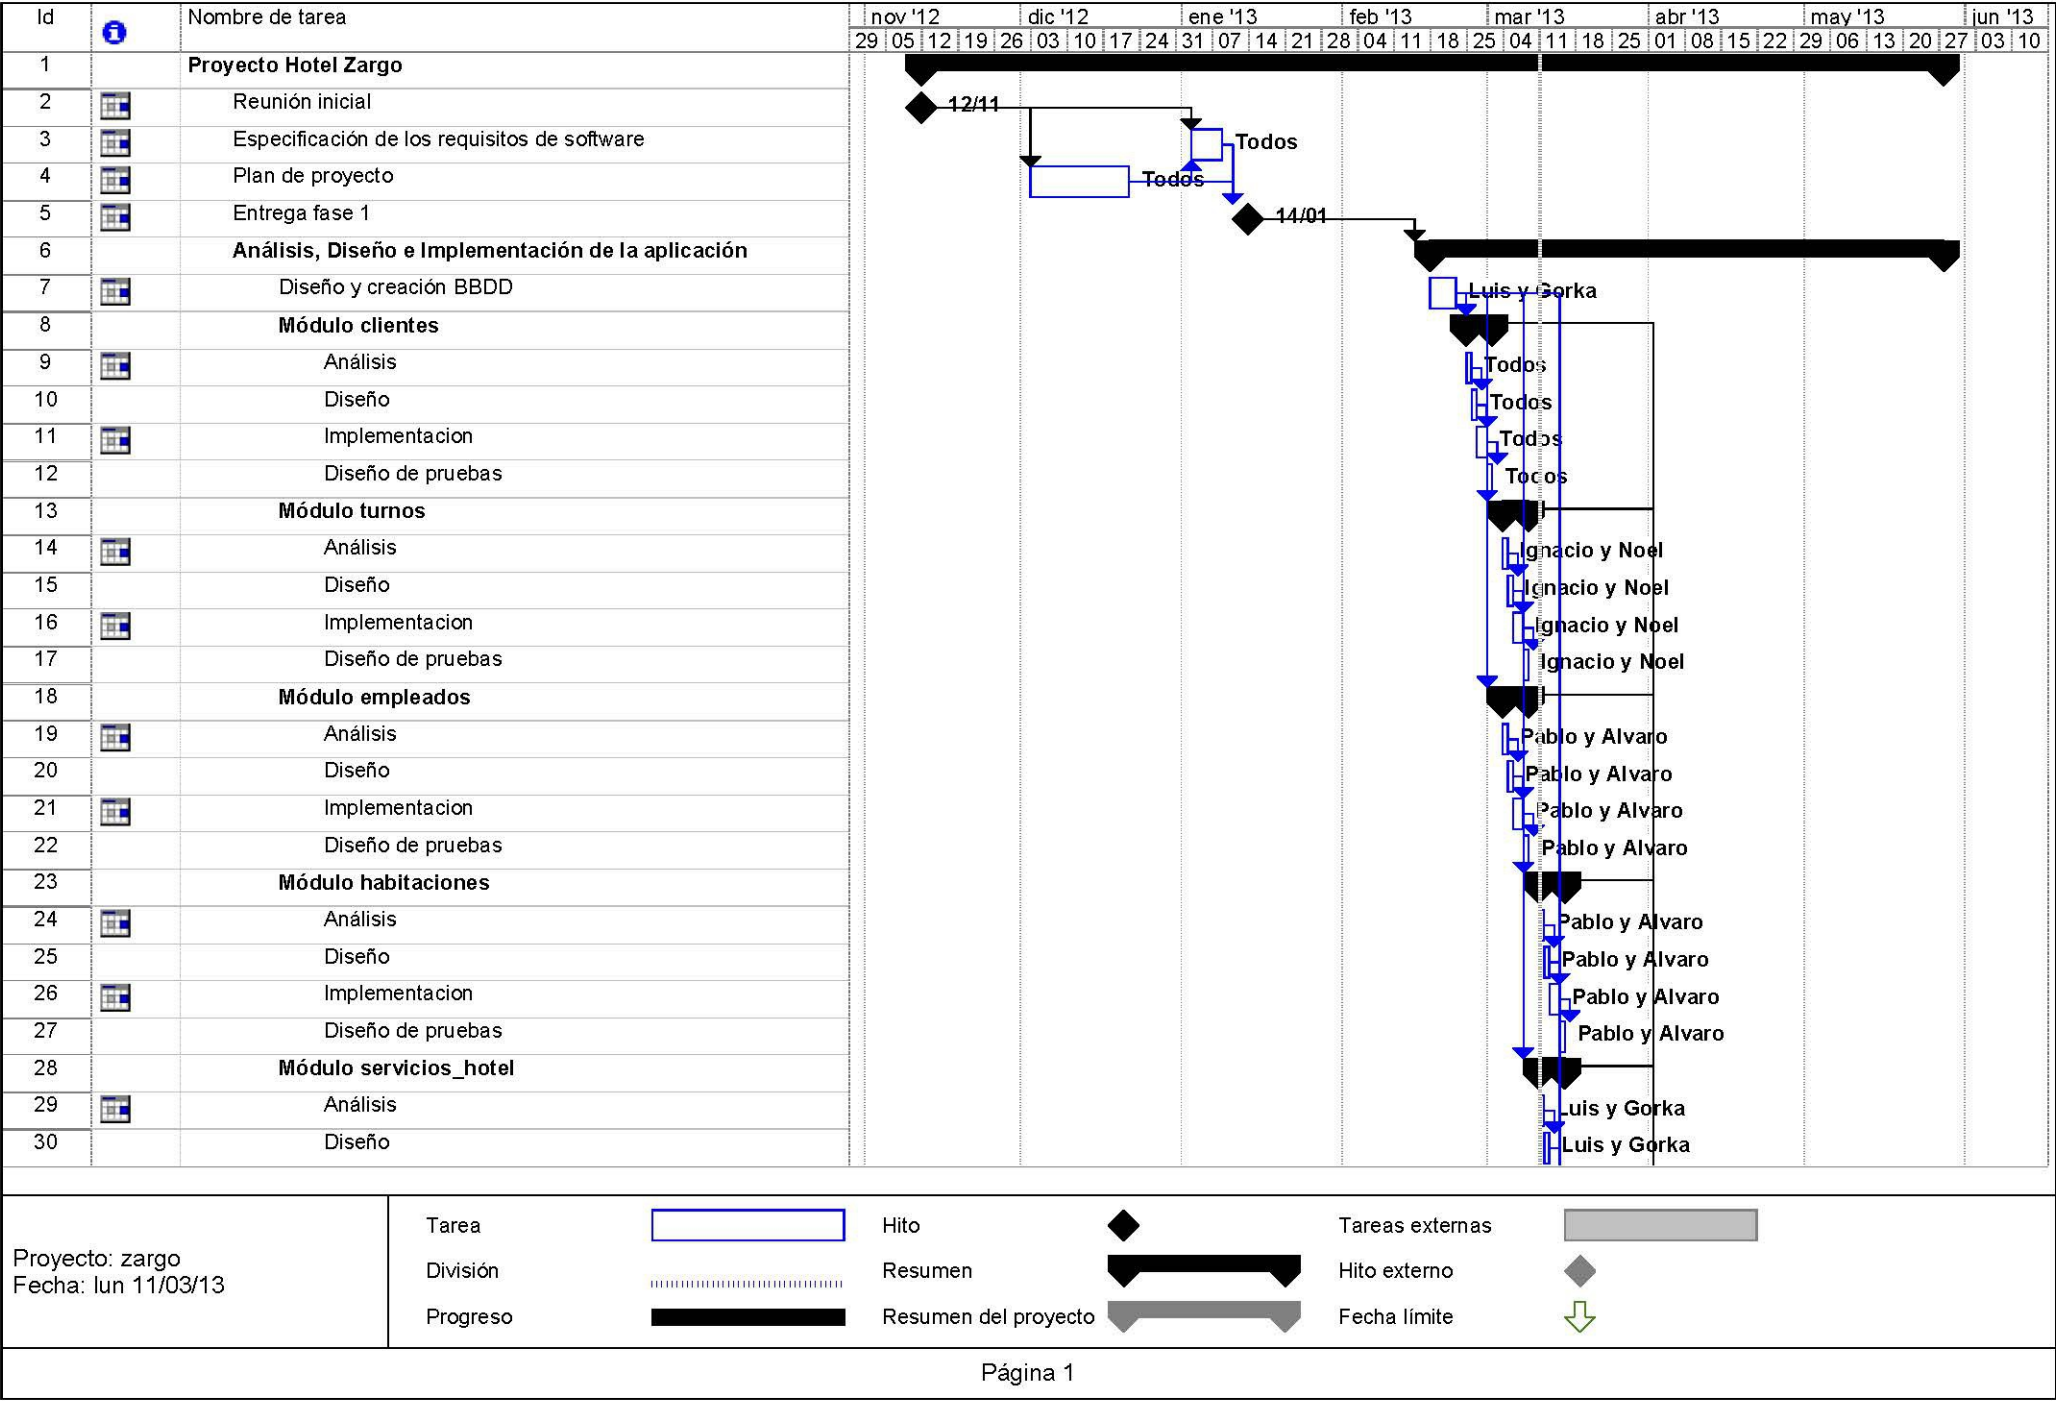 Id Nombre de tarea nov '12 dic '12 ene '13 feb '13 mar '13 abr '13 may '13 jun '13
29 05 12 19 26 03 10 17 24 31 07 14 21 28 04 11 18 25 04 11 18 25 01 08 15 22 29 06 13 20 27 03 10
1 Proyecto Hotel Zargo
2 Reunión inicial 12/11
3 Especificación de los requisitos de software Todos
4 Plan de proyecto Todos
5 Entrega fase 1 14/01
6 Análisis, Diseño e Implementación de la aplicación
7 Diseño y creación BBDD Luis y Gorka
8 Módulo clientes
9 Análisis Todos
10 Diseño Todos
11 Implementacion Todos
12 Diseño de pruebas Todos
13 Módulo turnos
14 Análisis Ignacio y Noel
15 Diseño Ignacio y Noel
16 Implementacion Ignacio y Noel
17 Diseño de pruebas Ignacio y Noel
18 Módulo empleados
19 Análisis Pablo y Alvaro
20 Diseño Pablo y Alvaro
21 Implementacion Pablo y Alvaro
22 Diseño de pruebas Pablo y Alvaro
23 Módulo habitaciones
24 Análisis Pablo y Alvaro
25 Diseño Pablo y Alvaro
26 Implementacion Pablo y Alvaro
27 Diseño de pruebas Pablo y Alvaro
28 Módulo servicios_hotel
29 Análisis Luis y Gorka
30 Diseño Luis y Gorka
Proyecto: zargo
Fecha: lun 11/03/13
Tarea Hito Tareas externas
División Resumen Hito externo
Progreso Resumen del proyecto Fecha límite
Página 1